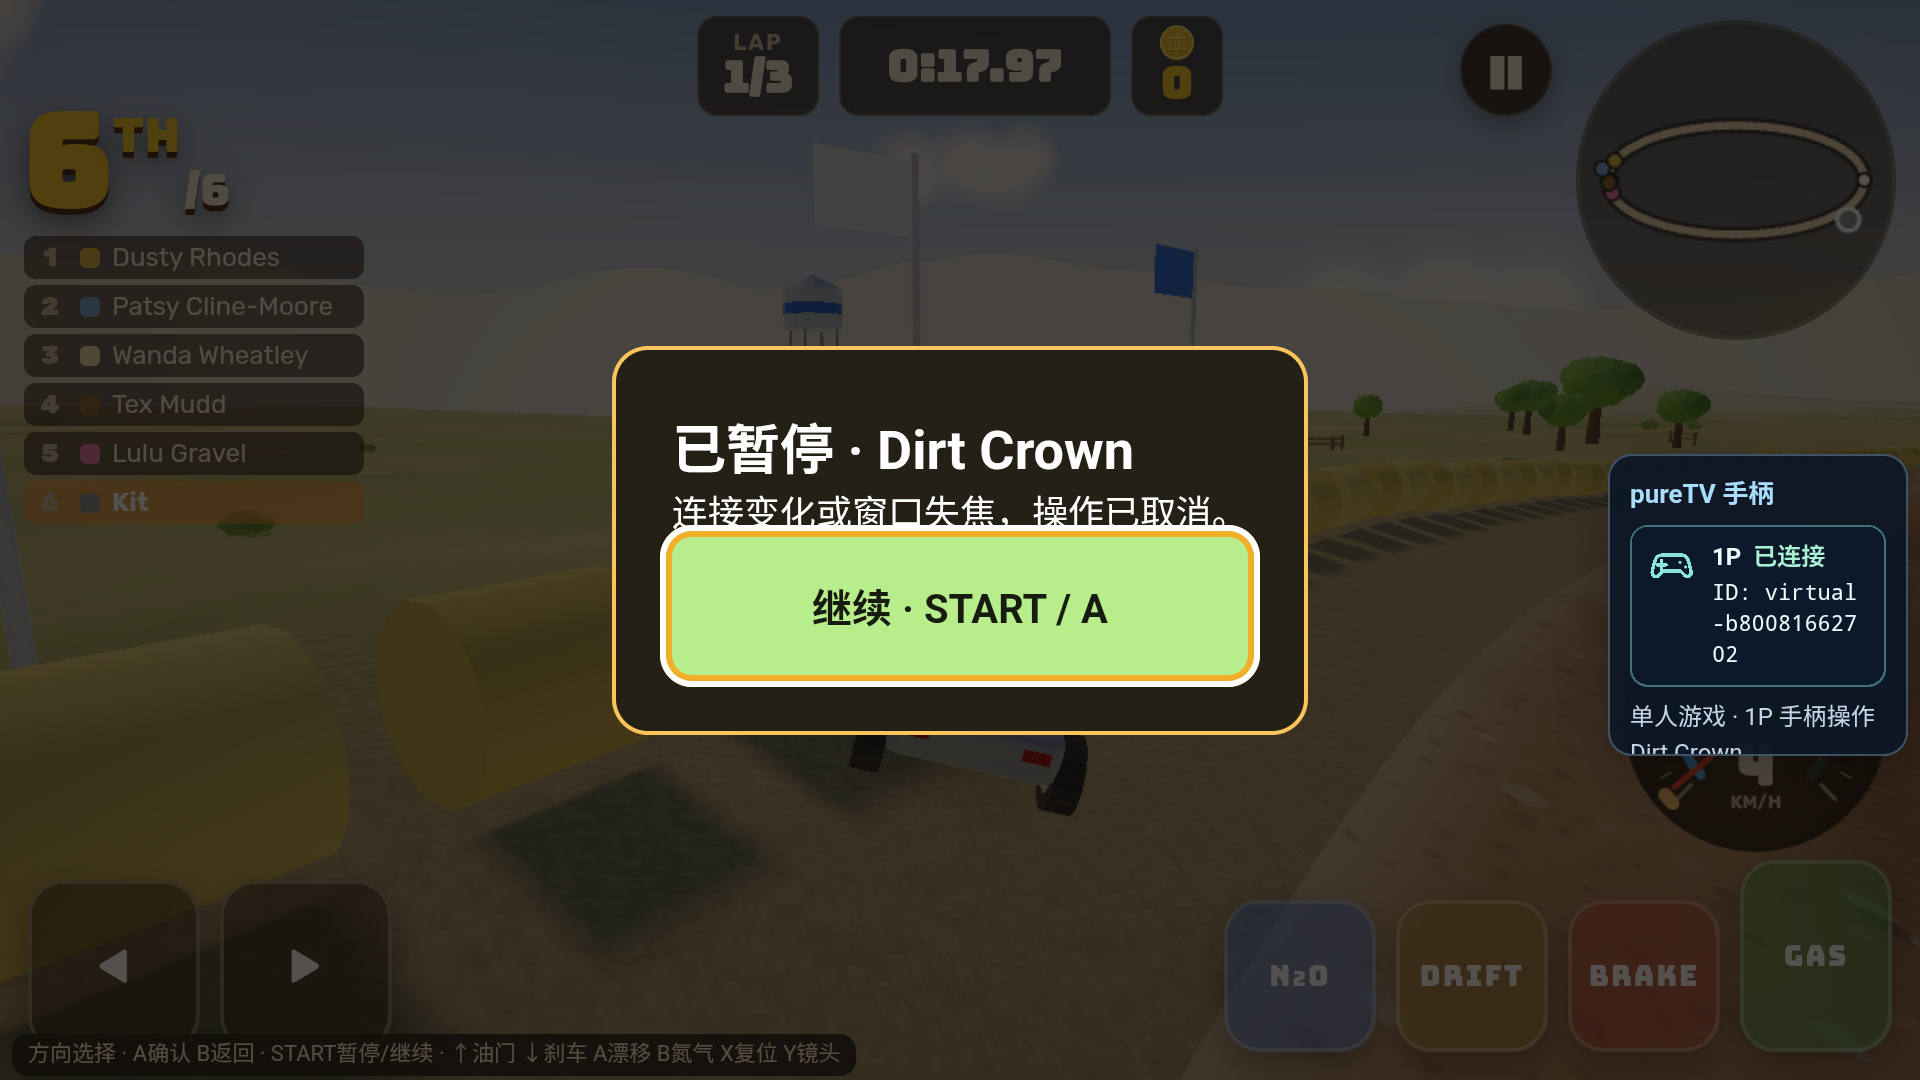 LAP
1/3
0:17.97
0
6TH
/6
1 Dusty Rhodes
2 Patsy Cline-Moore
3 Wanda Wheatley
4 Tex Mudd
5 Lulu Gravel
6 Kit
已暂停 · Dirt Crown
连接变化或窗口失焦，操作已取消。
继续 · START / A
pureTV 手柄
1P 已连接
ID: virtual
-b800816627
02
单人游戏 · 1P 手柄操作
Dirt Crown
4
KM/H
N2O
DRIFT
BRAKE
GAS
方向选择 · A确认 B返回 · START暂停/继续 · ↑油门 ↓刹车 A漂移 B氮气 X复位 Y镜头